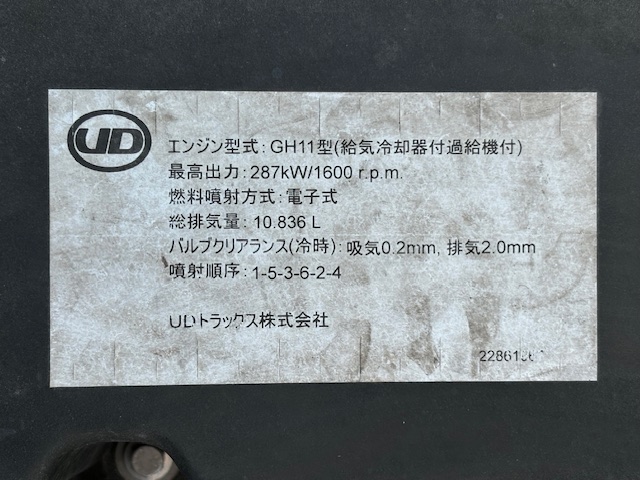 UD
エンジン型式：GH11型(給気冷却器付過給機付)
最高出力：287kW/1600 r.p.m.
燃料噴射方式：電子式
総排気量：10.836 L
バルブクリアランス(冷時)：吸気0.2mm, 排気2.0mm
噴射順序：1-5-3-6-2-4
UDトラックス株式会社